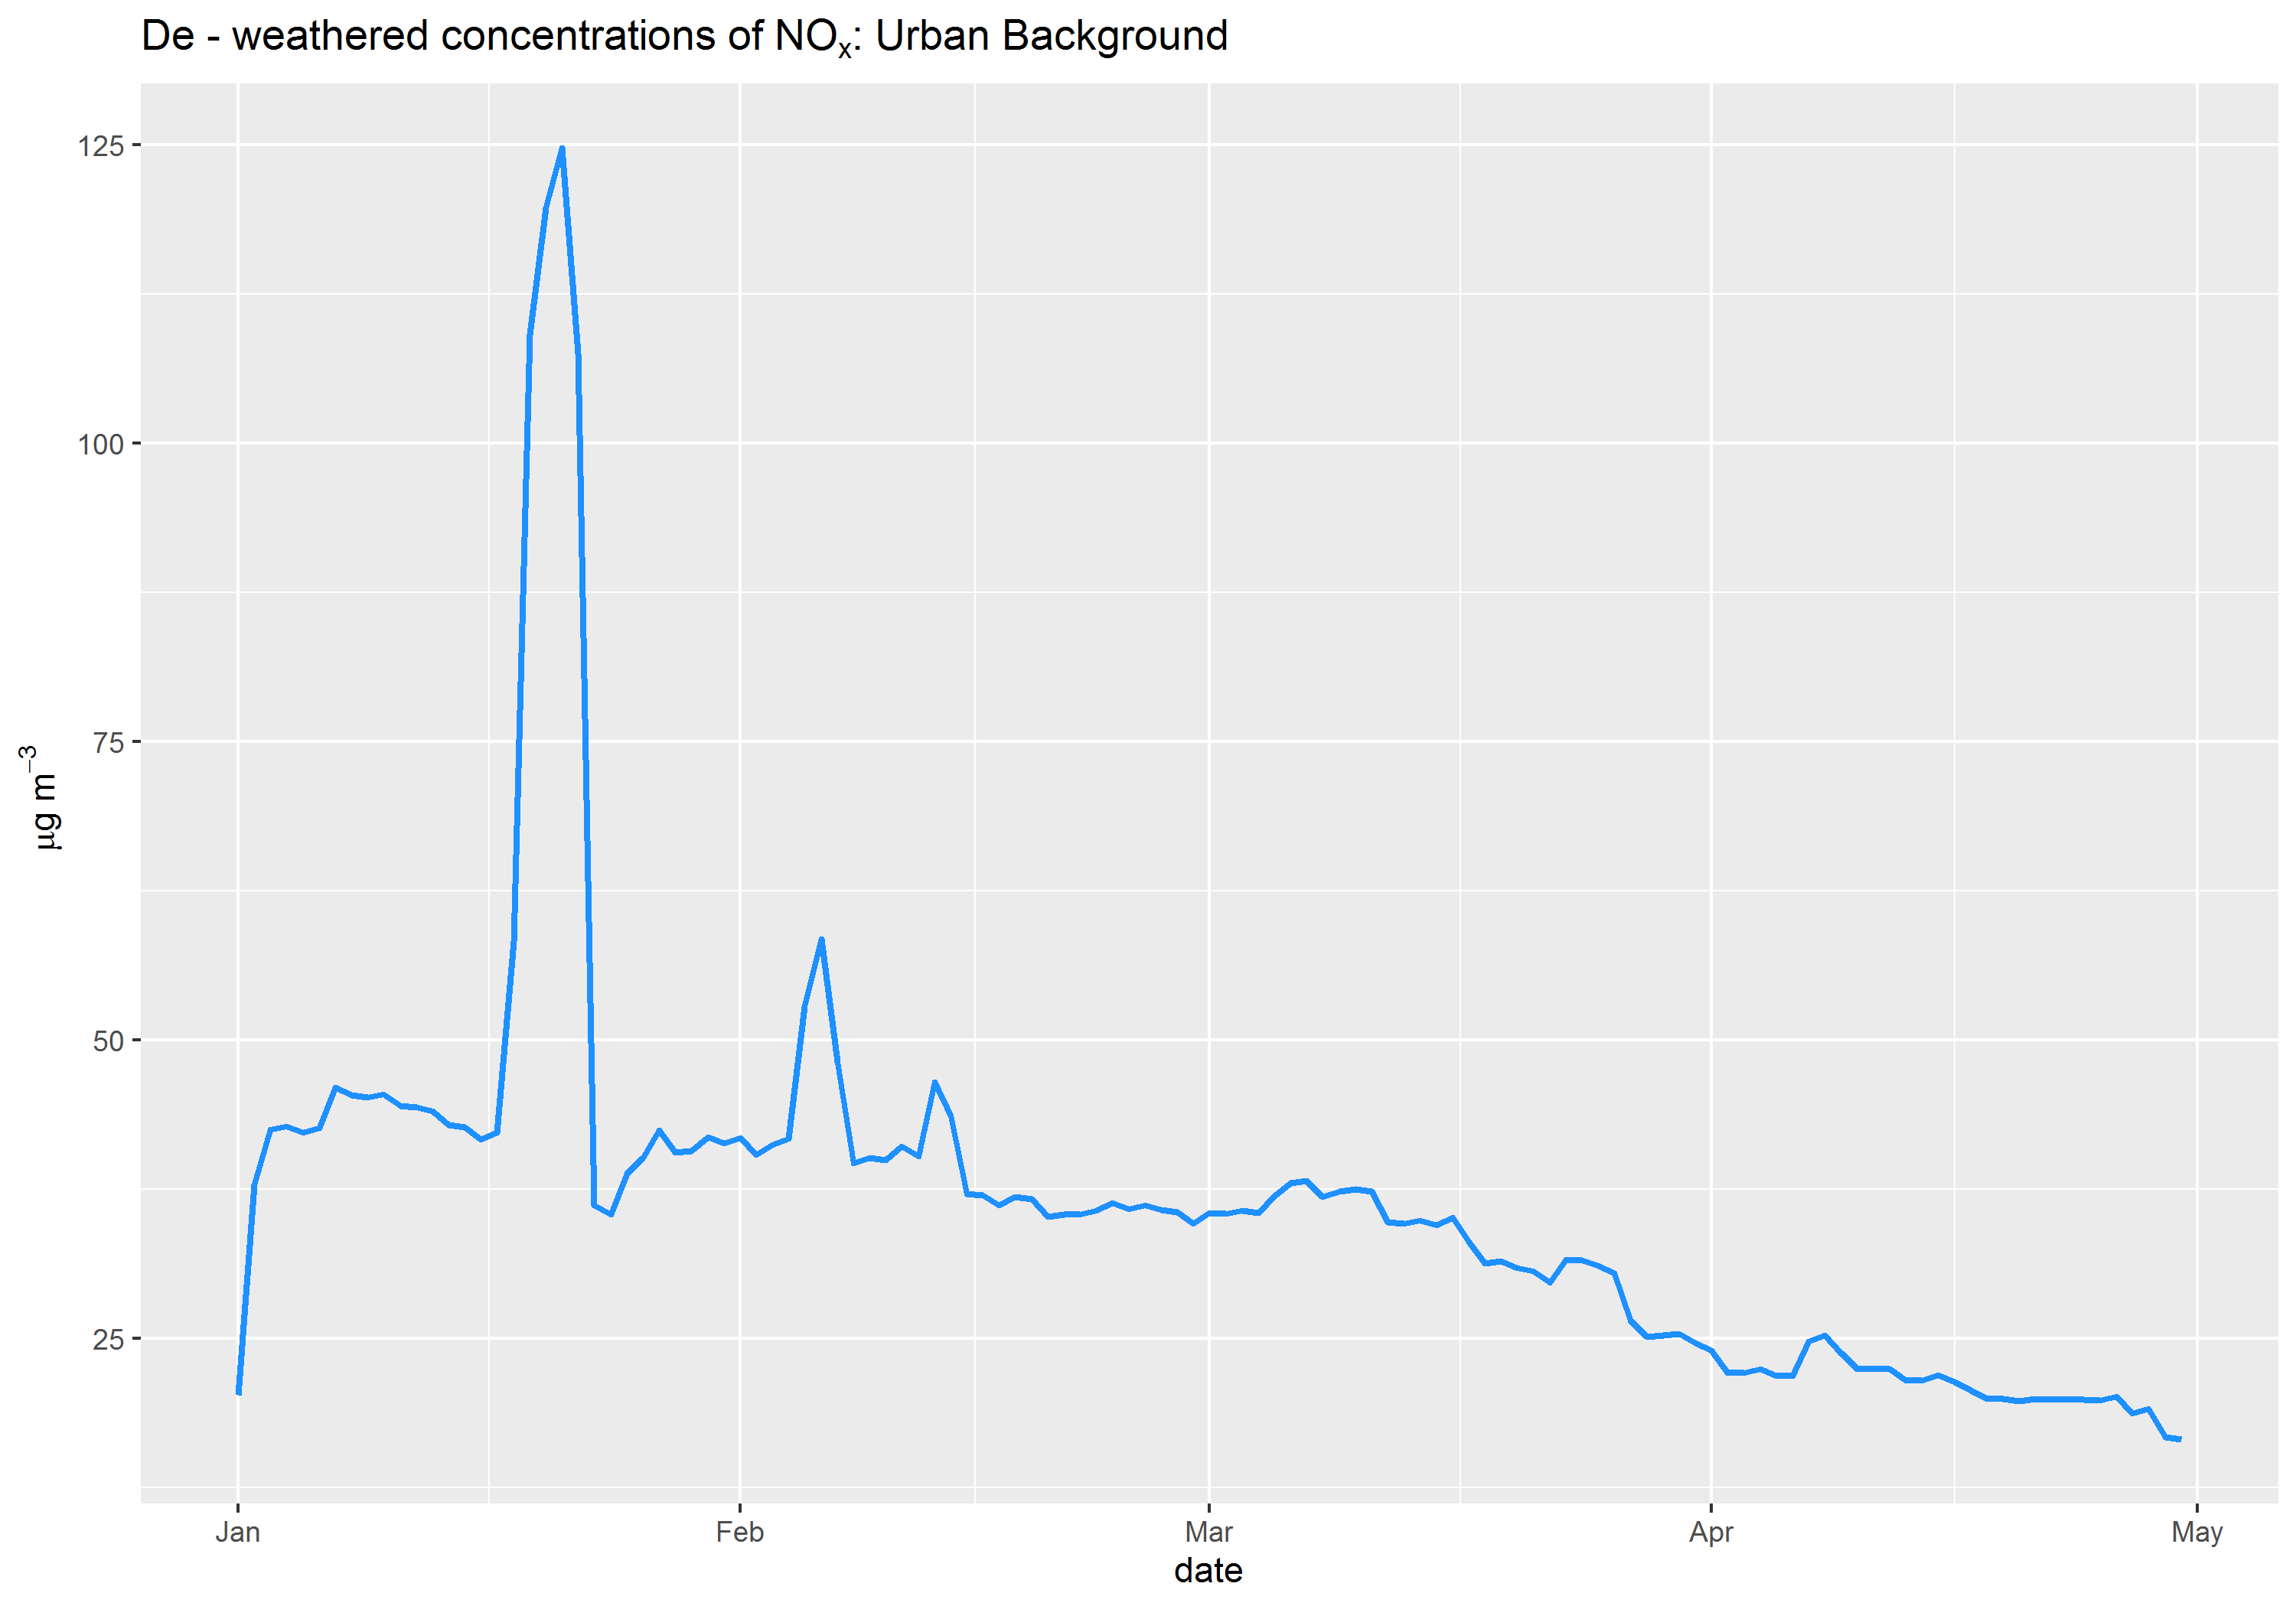 De - weathered concentrations of NOₓ: Urban Background
125
100
75
50
25
µg m⁻³
Jan Feb Mar Apr May
date